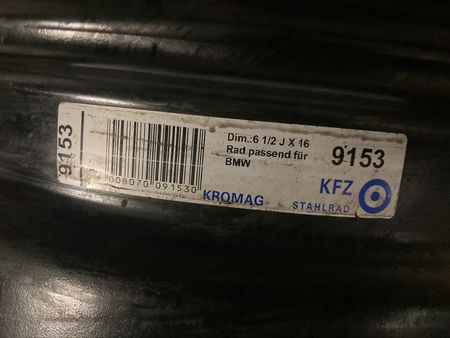 9153
Dim.:6 1/2 J X 16
Rad passend für
BMW
9153
008070 091530
KROMAG
KFZ
STAHLRAD